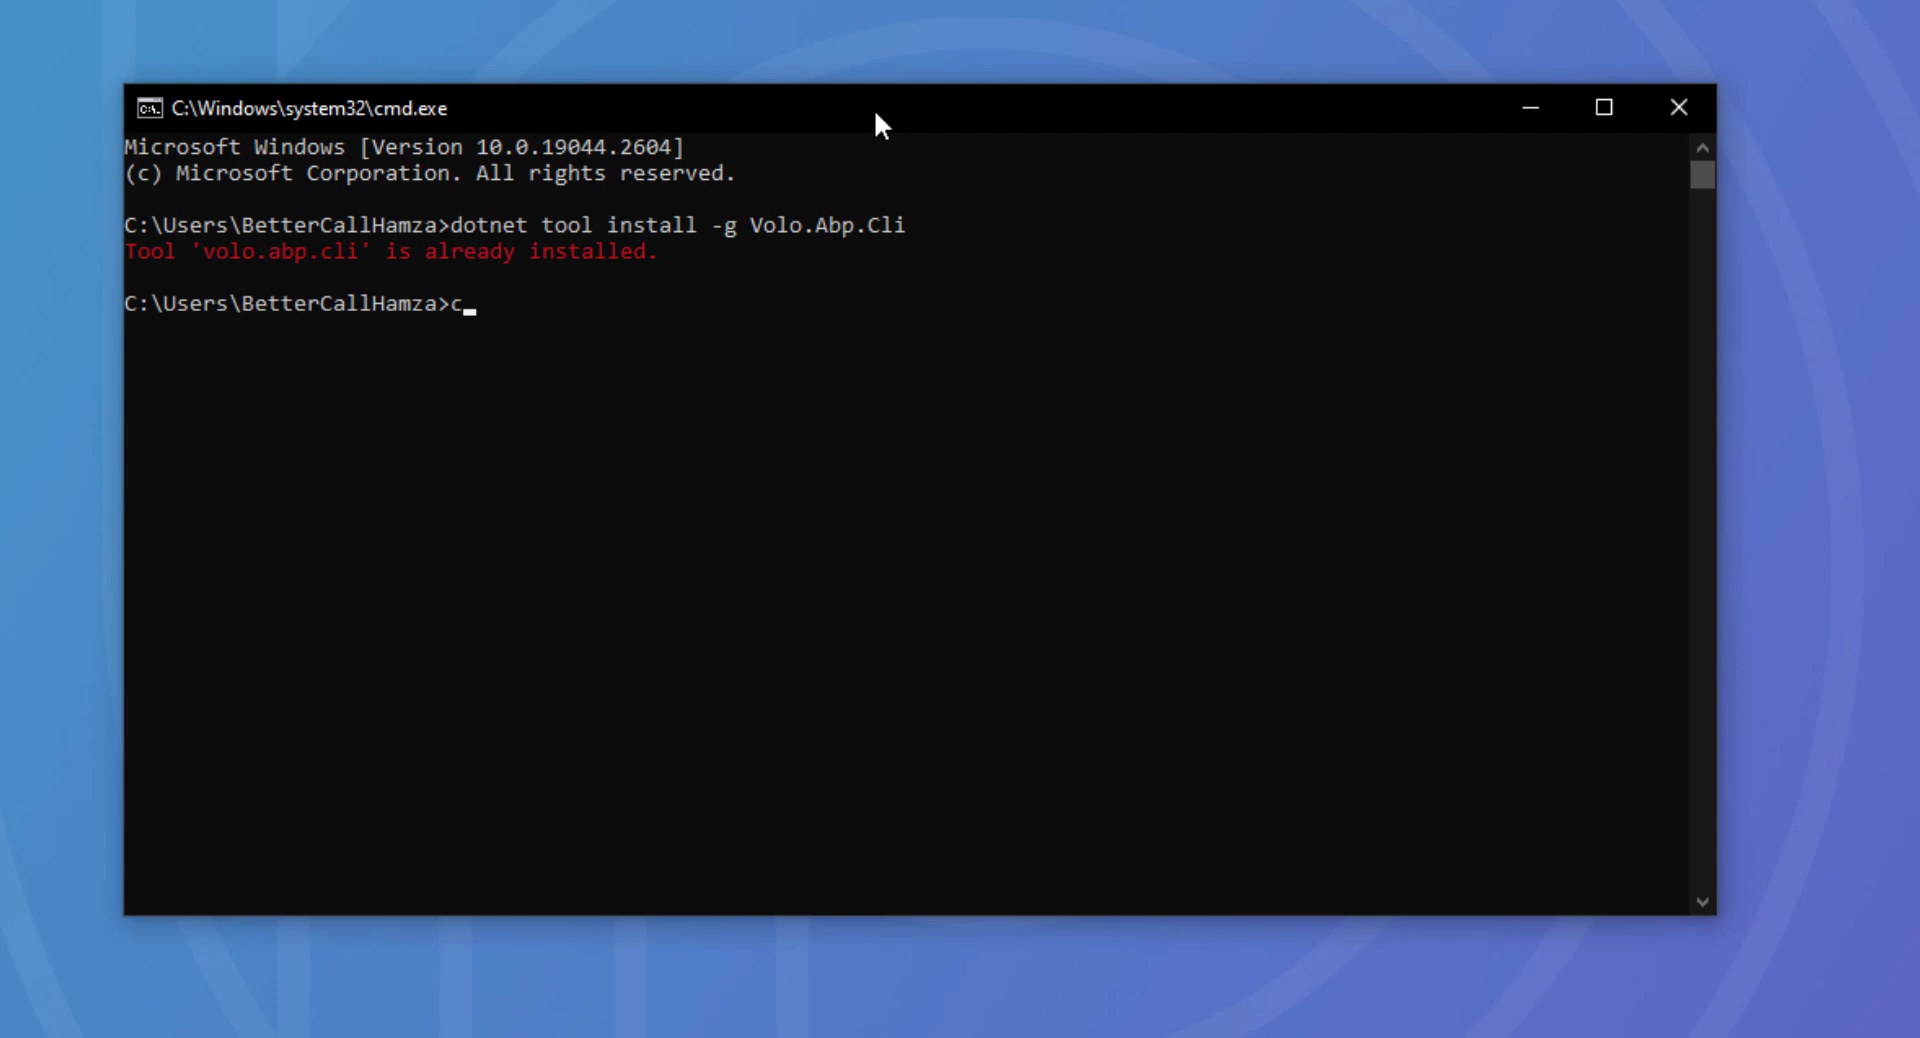 C:\Windows\system32\cmd.exe
Microsoft Windows [Version 10.0.19044.2604]
(c) Microsoft Corporation. All rights reserved.
C:\Users\BetterCallHamza>dotnet tool install -g Volo.Abp.Cli
Tool 'volo.abp.cli' is already installed.
C:\Users\BetterCallHamza>c